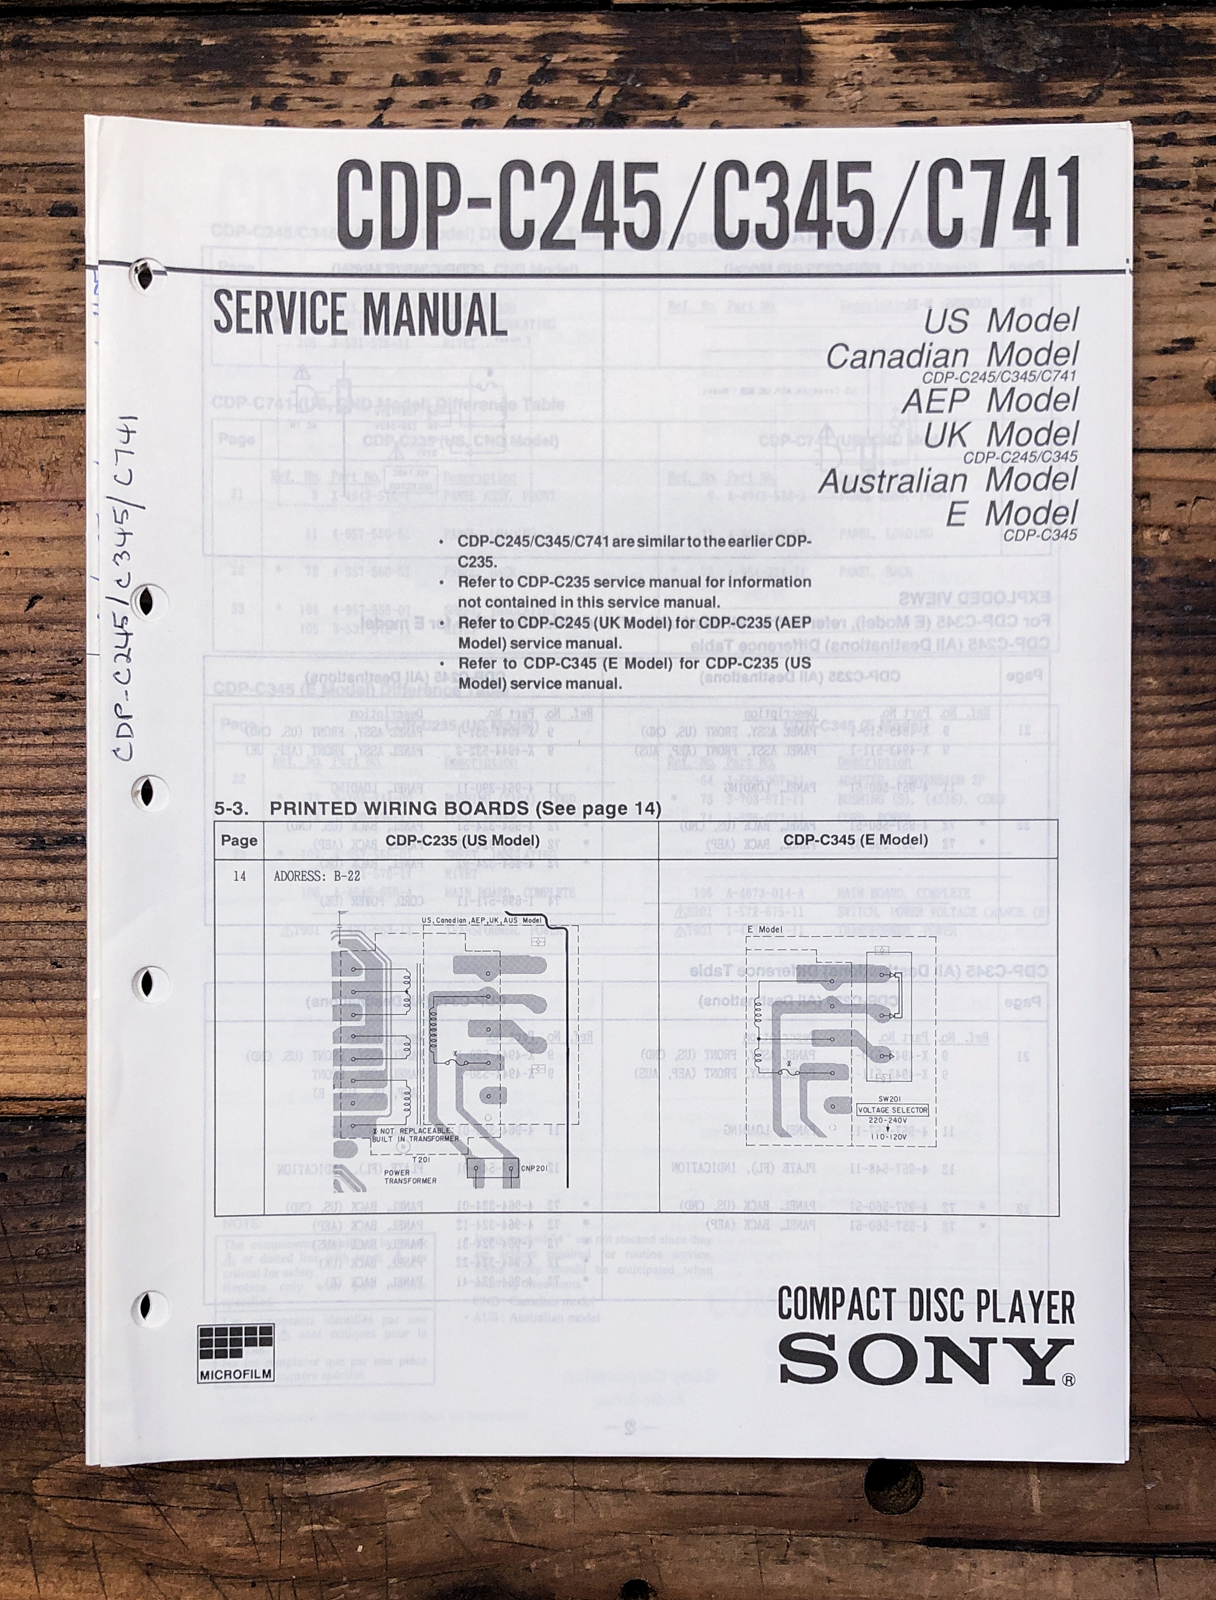 CDP-C245/C345/C741
SERVICE MANUAL
US Model
Canadian Model
CDP-C245/C345/C741
AEP Model
UK Model
CDP-C245/C345
Australian Model
E Model
CDP-C345
CDP-C245/C345/C741
• CDP-C245/C345/C741 are similar to the earlier CDP-
C235.
• Refer to CDP-C235 service manual for information
not contained in this service manual.
• Refer to CDP-C245 (UK Model) for CDP-C235 (AEP
Model) service manual.
• Refer to CDP-C345 (E Model) for CDP-C235 (US
Model) service manual.
5-3. PRINTED WIRING BOARDS (See page 14)
Page CDP-C235 (US Model) CDP-C345 (E Model)
14 ADORESS: B-22
US, Canadian, AEP, UK, AUS Model
E Model
SW201
VOLTAGE SELECTOR
220-240V
110-120V
※ NOT REPLACEABLE:
BUILT IN TRANSFORMER
T201
POWER
TRANSFORMER
CNP201
COMPACT DISC PLAYER
SONY®
MICROFILM